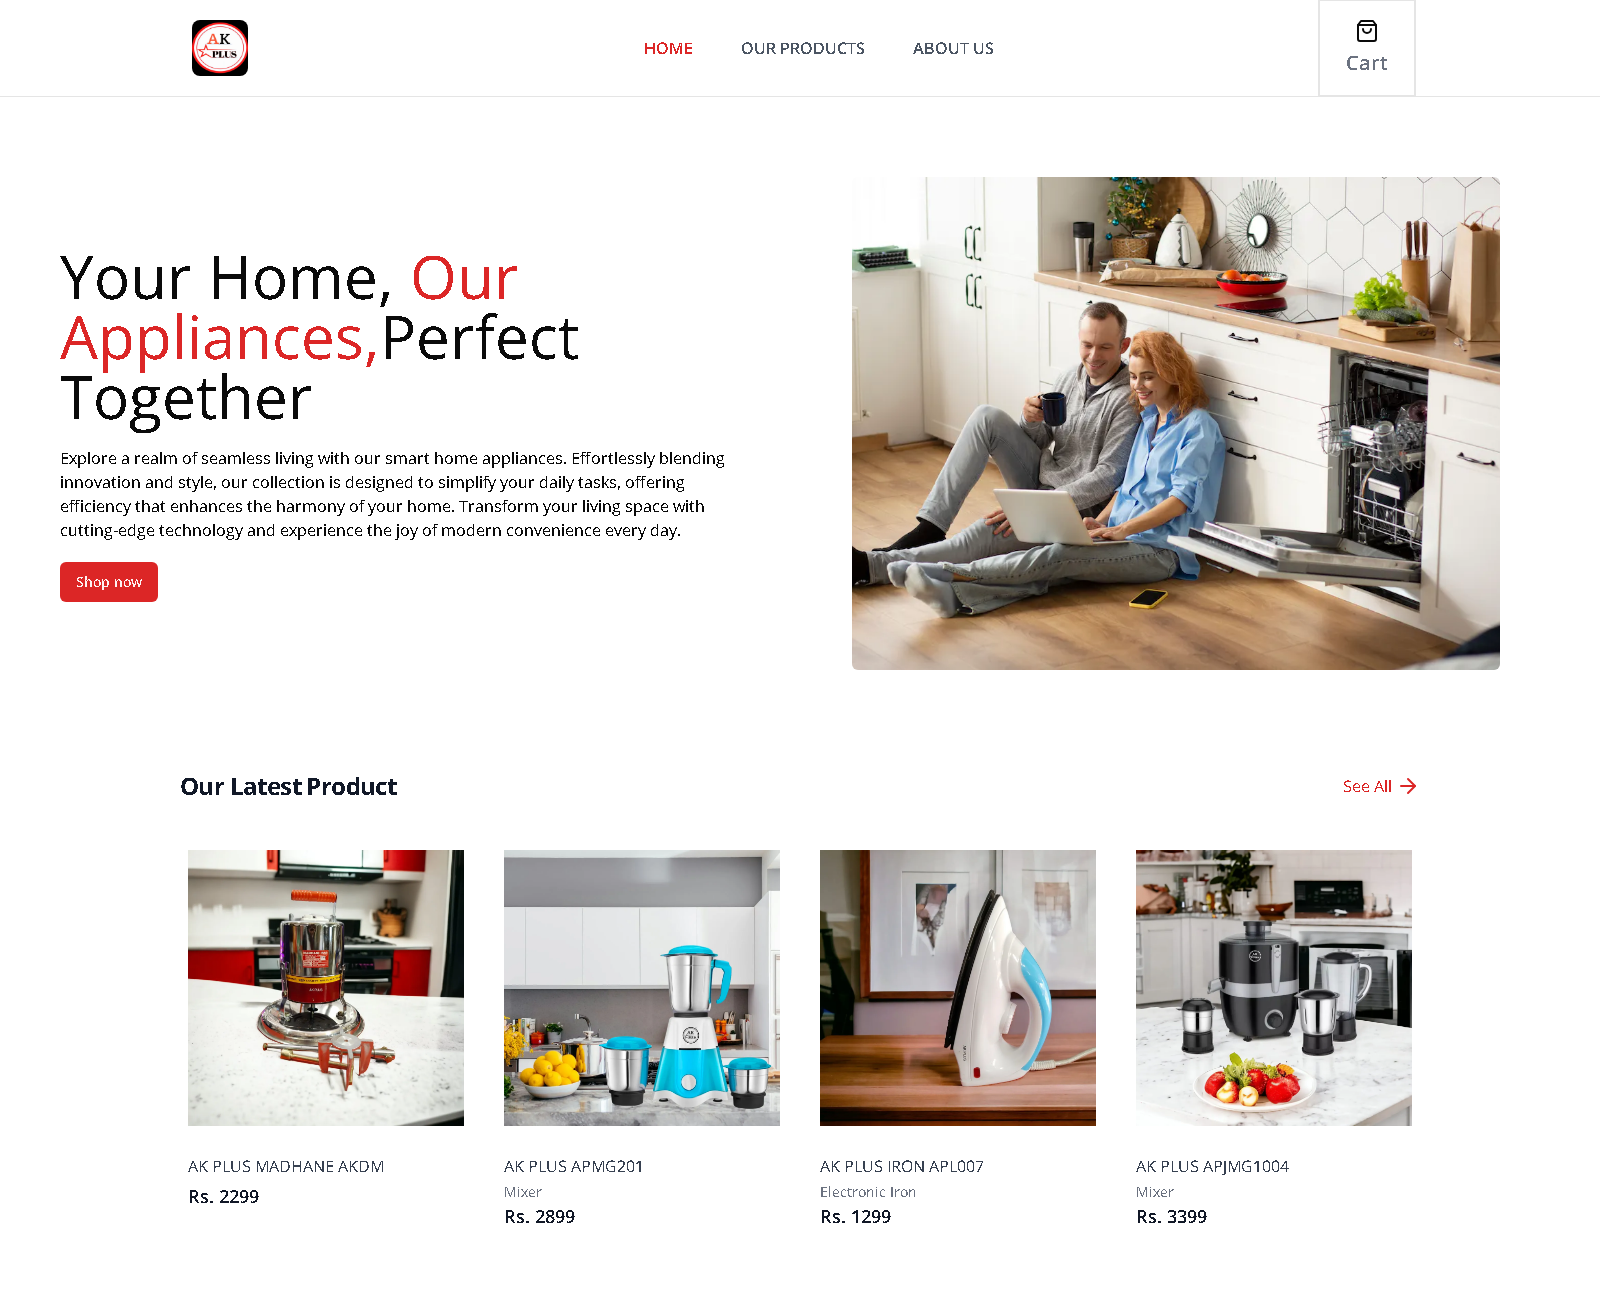 AK
PLUS
HOME
OUR PRODUCTS
ABOUT US
Cart
Your Home, Our
Appliances,Perfect
Together
Explore a realm of seamless living with our smart home appliances. Effortlessly blending
innovation and style, our collection is designed to simplify your daily tasks, offering
efficiency that enhances the harmony of your home. Transform your living space with
cutting-edge technology and experience the joy of modern convenience every day.
Shop now
Our Latest Product
See All
AK PLUS MADHANE AKDM
Rs. 2299
AK PLUS APMG201
Mixer
Rs. 2899
AK PLUS IRON APL007
Electronic Iron
Rs. 1299
AK PLUS APJMG1004
Mixer
Rs. 3399